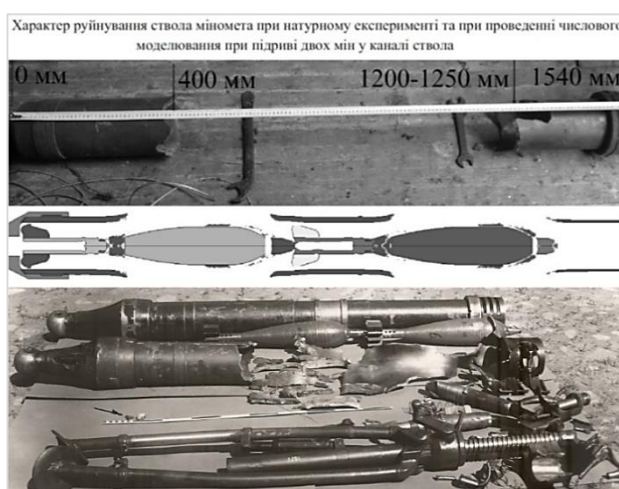 Характер руйнування ствола міномета при натурному експерименті та при проведенні числового
моделювання при підриві двох мін у каналі ствола
0 мм
400 мм
1200-1250 мм
1540 мм